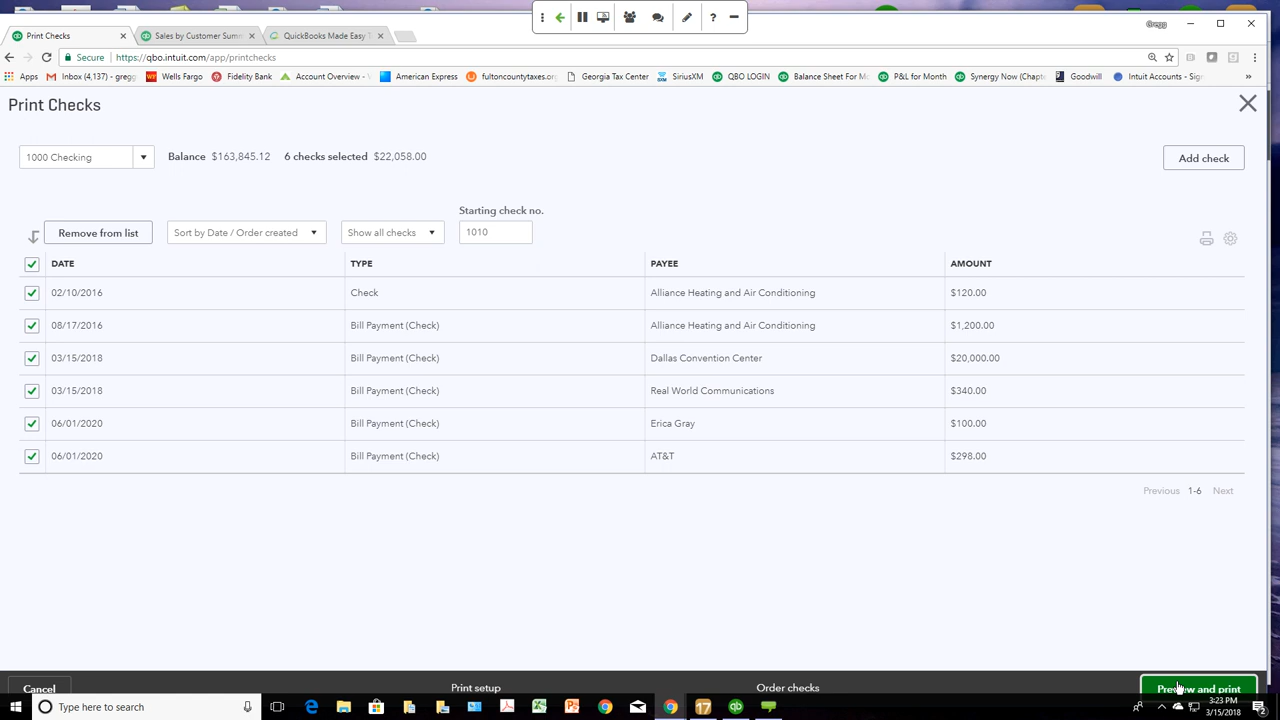 Gregg
Print Checks
Sales by Customer Summ
QuickBooks Made Easy T
Secure
https://qbo.intuit.com/app/printchecks
Apps
Inbox (4,137) - gregg
Wells Fargo
Fidelity Bank
Account Overview -
American Express
fultoncountytaxes.org
Georgia Tax Center
SiriusXM
QBO LOGIN
Balance Sheet For M
P&L for Month
Synergy Now (Chapt
Goodwill
Intuit Accounts - Sig
»
Print Checks
1000 Checking
Balance $163,845.12 6 checks selected $22,058.00
Add check
Starting check no.
Remove from list
Sort by Date / Order created
Show all checks
1010
DATE TYPE PAYEE AMOUNT
02/10/2016 Check Alliance Heating and Air Conditioning $120.00
08/17/2016 Bill Payment (Check) Alliance Heating and Air Conditioning $1,200.00
03/15/2018 Bill Payment (Check) Dallas Convention Center $20,000.00
03/15/2018 Bill Payment (Check) Real World Communications $340.00
06/01/2020 Bill Payment (Check) Erica Gray $100.00
06/01/2020 Bill Payment (Check) AT&T $298.00
Previous 1-6 Next
Cancel
Print setup
Order checks
Preview and print
Type here to search
17
3:23 PM
3/15/2018
2